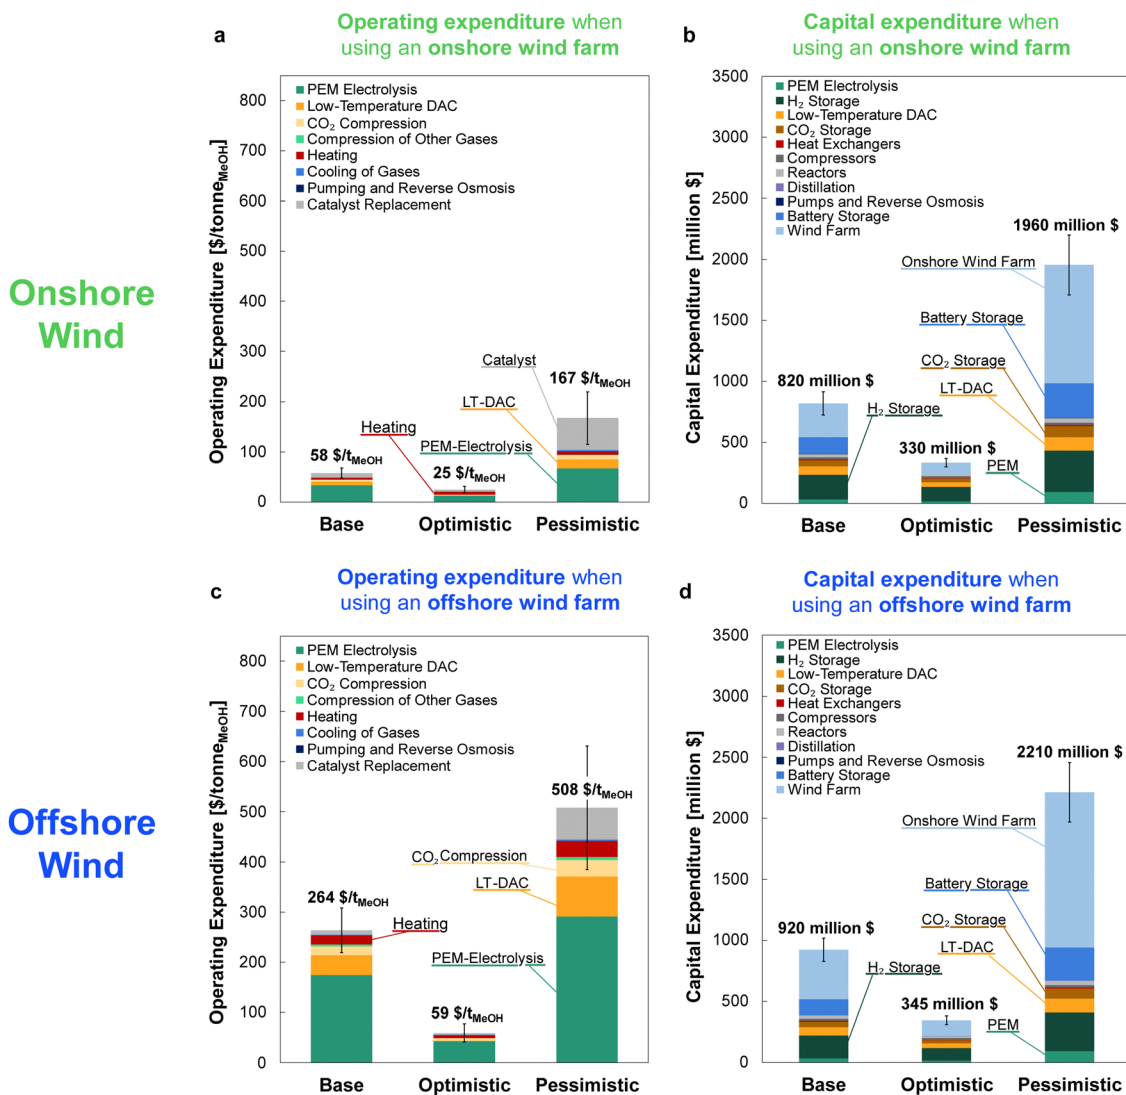 Onshore
Wind
Offshore
Wind
a
Operating expenditure when
using an onshore wind farm
Operating Expenditure [$/tonneMeOH]
800
700
600
500
400
300
200
100
0
PEM Electrolysis
Low-Temperature DAC
CO₂ Compression
Compression of Other Gases
Heating
Cooling of Gases
Pumping and Reverse Osmosis
Catalyst Replacement
Catalyst
167 $/tMeOH
LT-DAC
Heating
PEM-Electrolysis
58 $/tMeOH
25 $/tMeOH
Base
Optimistic
Pessimistic
b
Capital expenditure when
using an onshore wind farm
Capital Expenditure [million $]
3500
3000
2500
2000
1500
1000
500
0
PEM Electrolysis
H₂ Storage
Low-Temperature DAC
CO₂ Storage
Heat Exchangers
Compressors
Reactors
Distillation
Pumps and Reverse Osmosis
Battery Storage
Wind Farm
1960 million $
Onshore Wind Farm
Battery Storage
CO₂ Storage
820 million $
LT-DAC
H₂ Storage
330 million $
PEM
Base
Optimistic
Pessimistic
c
Operating expenditure when
using an offshore wind farm
Operating Expenditure [$/tonneMeOH]
800
700
600
500
400
300
200
100
0
PEM Electrolysis
Low-Temperature DAC
CO₂ Compression
Compression of Other Gases
Heating
Cooling of Gases
Pumping and Reverse Osmosis
Catalyst Replacement
508 $/tMeOH
CO₂ Compression
LT-DAC
264 $/tMeOH
Heating
PEM-Electrolysis
59 $/tMeOH
Base
Optimistic
Pessimistic
d
Capital expenditure when
using an offshore wind farm
Capital Expenditure [million $]
3500
3000
2500
2000
1500
1000
500
0
PEM Electrolysis
H₂ Storage
Low-Temperature DAC
CO₂ Storage
Heat Exchangers
Compressors
Reactors
Distillation
Pumps and Reverse Osmosis
Battery Storage
Wind Farm
2210 million $
Onshore Wind Farm
Battery Storage
CO₂ Storage
920 million $
LT-DAC
H₂ Storage
345 million $
PEM
Base
Optimistic
Pessimistic